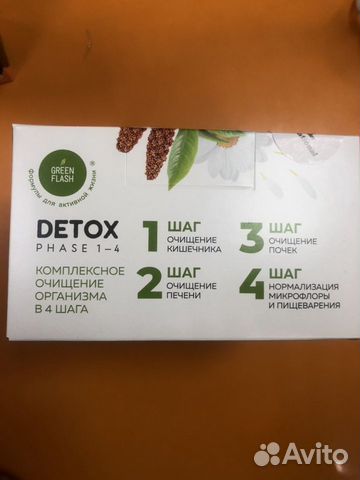 GREEN
FLASH
®
Формулы для активной жизни
DETOX
PHASE 1–4
КОМПЛЕКСНОЕ
ОЧИЩЕНИЕ
ОРГАНИЗМА
В 4 ШАГА
1 ШАГ
ОЧИЩЕНИЕ
КИШЕЧНИКА
2 ШАГ
ОЧИЩЕНИЕ
ПЕЧЕНИ
3 ШАГ
ОЧИЩЕНИЕ
ПОЧЕК
4 ШАГ
НОРМАЛИЗАЦИЯ
МИКРОФЛОРЫ
И ПИЩЕВАРЕНИЯ
Avito